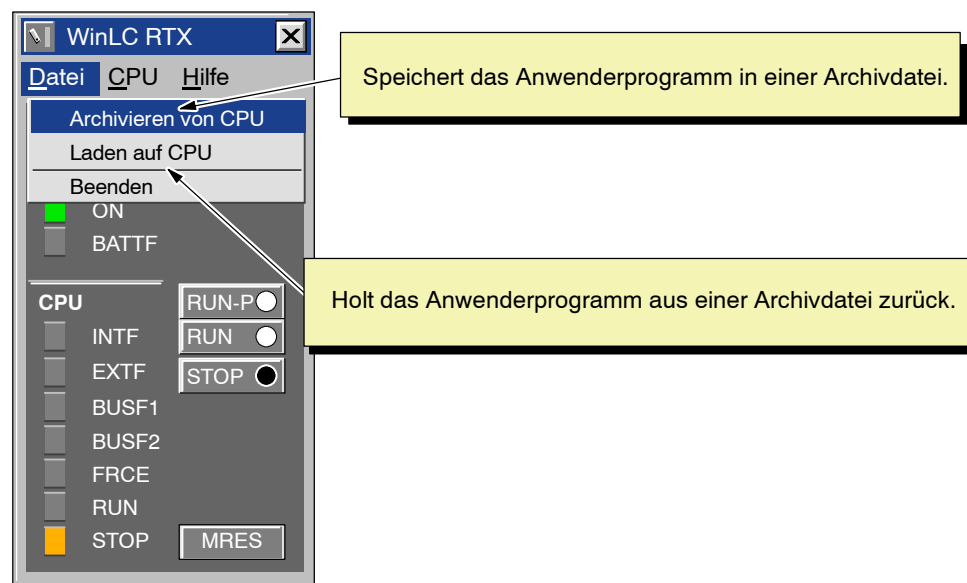 WinLC RTX
Datei CPU Hilfe
Archivieren von CPU
Laden auf CPU
Beenden
ON
BATTF
Speichert das Anwenderprogramm in einer Archivdatei.
Holt das Anwenderprogramm aus einer Archivdatei zurück.
CPU
RUN-P
INTF
RUN
EXTF
STOP
BUSF1
BUSF2
FRCE
RUN
STOP
MRES